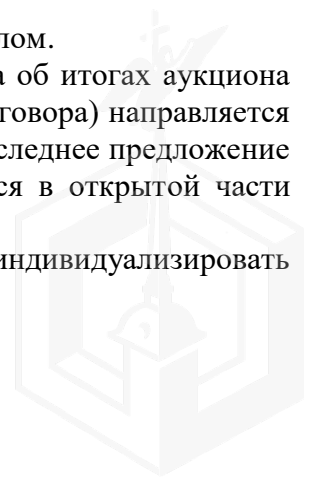 лом.
а об итогах аукциона
говора) направляется
следнее предложение
ся в открытой части
индивидуализировать